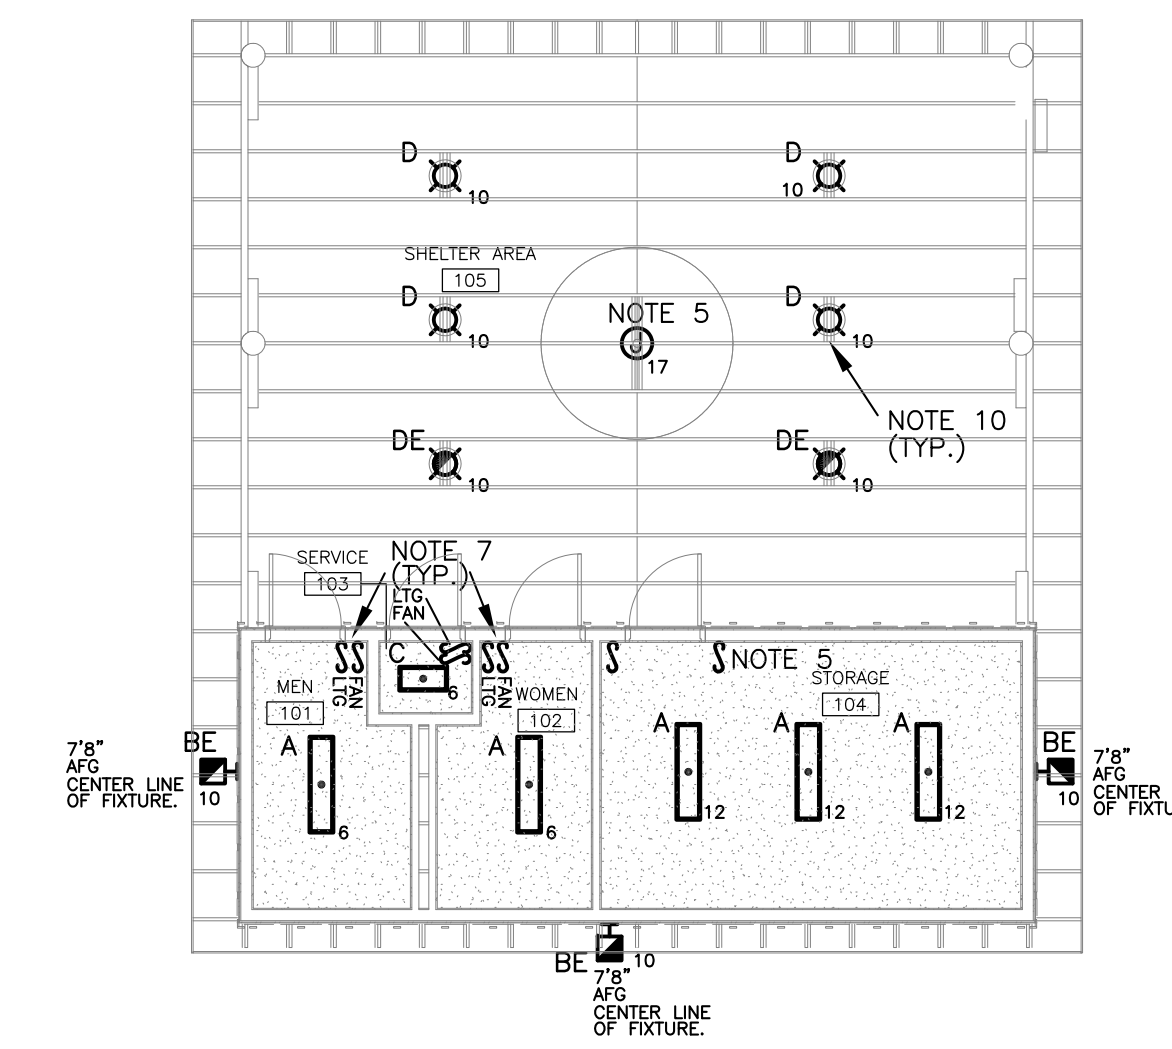 D
D
10
10
SHELTER AREA
105
D
D
NOTE 5
10
10
17
NOTE 10
(TYP.)
DE
DE
10
10
SERVICE
103
NOTE 7
(TYP.)
LTG
FAN
S S
LTG
FAN
C
6
S S
LTG
FAN
S
S
NOTE 5
MEN
101
WOMEN
102
STORAGE
104
A
6
A
6
A
12
A
12
A
12
BE
10
7'8"
AFG
CENTER LINE
OF FIXTURE.
BE
10
7'8"
AFG
CENTER
OF
BE
10
7'8"
AFG
CENTER LINE
OF FIXTURE.